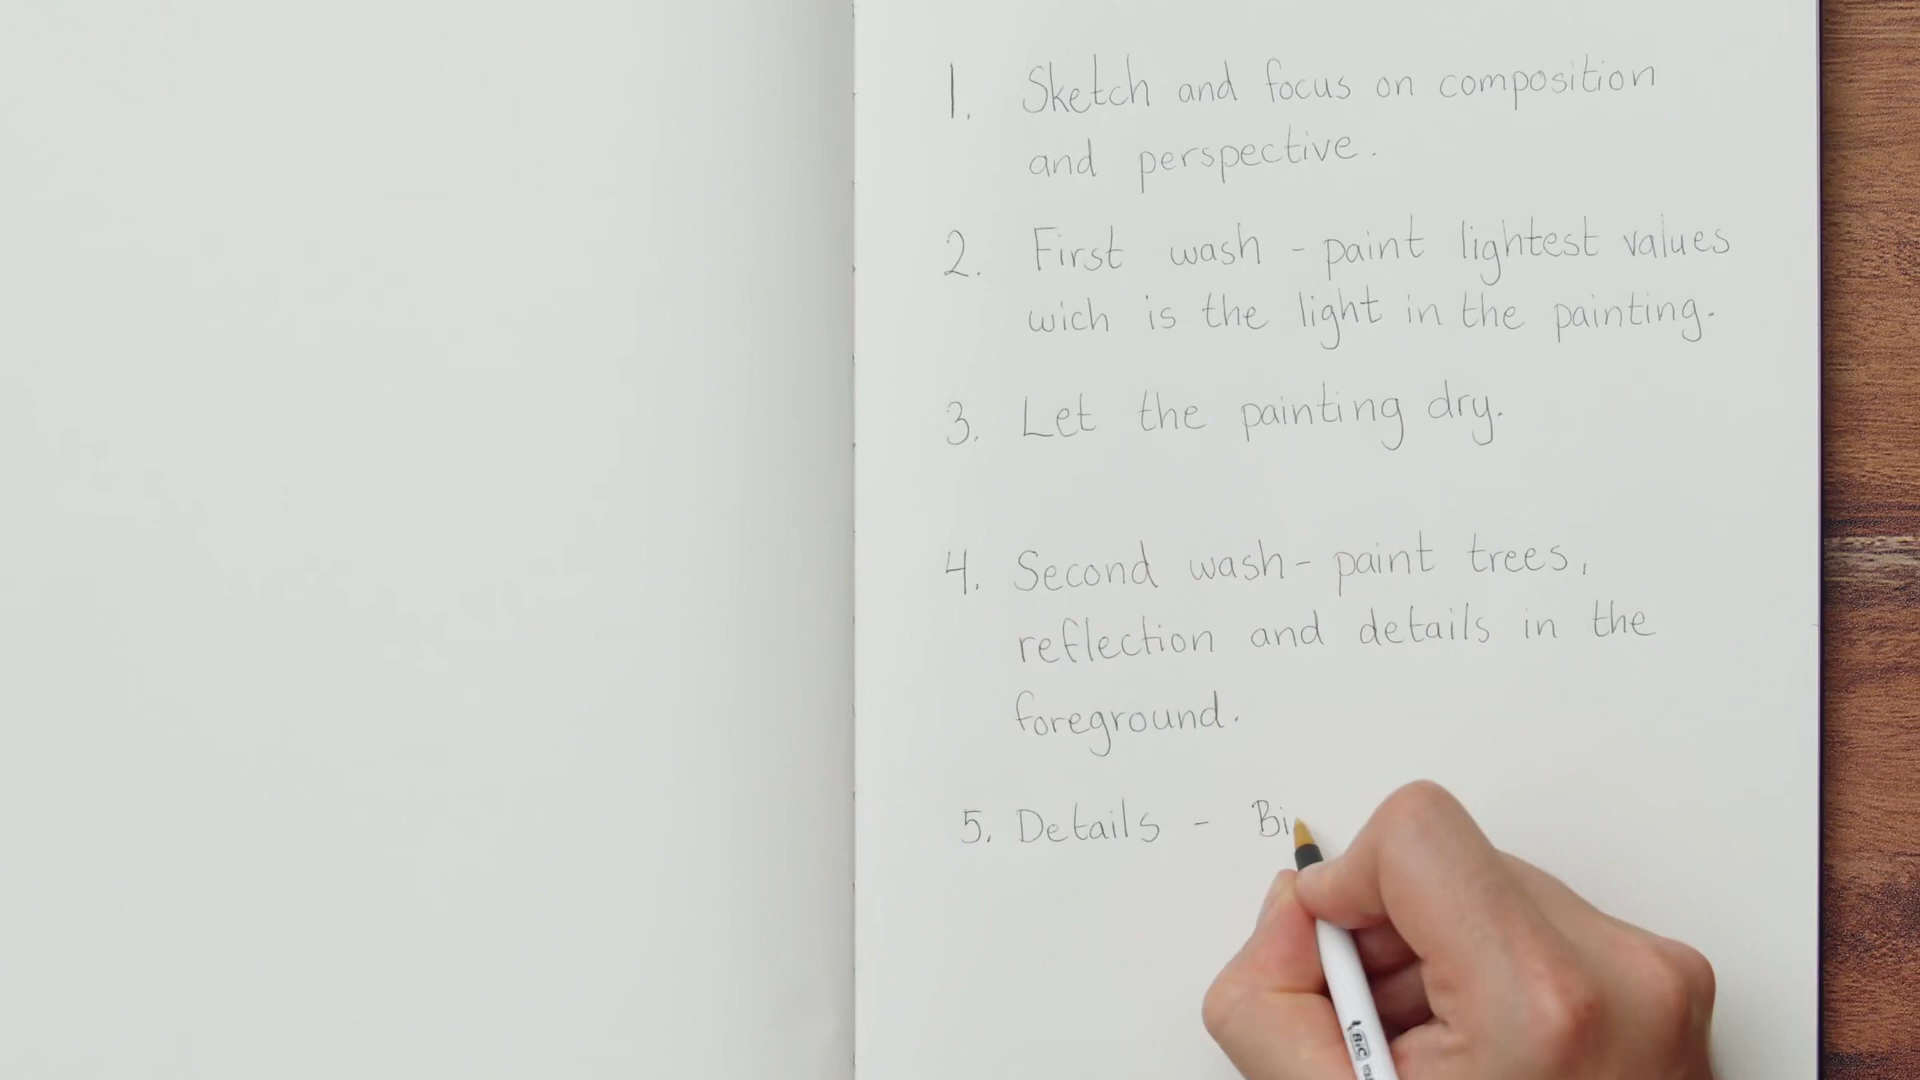 1. Sketch and focus on composition
and perspective.
2. First wash - paint lightest values
wich is the light in the painting.
3. Let the painting dry.
4. Second wash - paint trees,
reflection and details in the
foreground.
5. Details - Bi
BiC